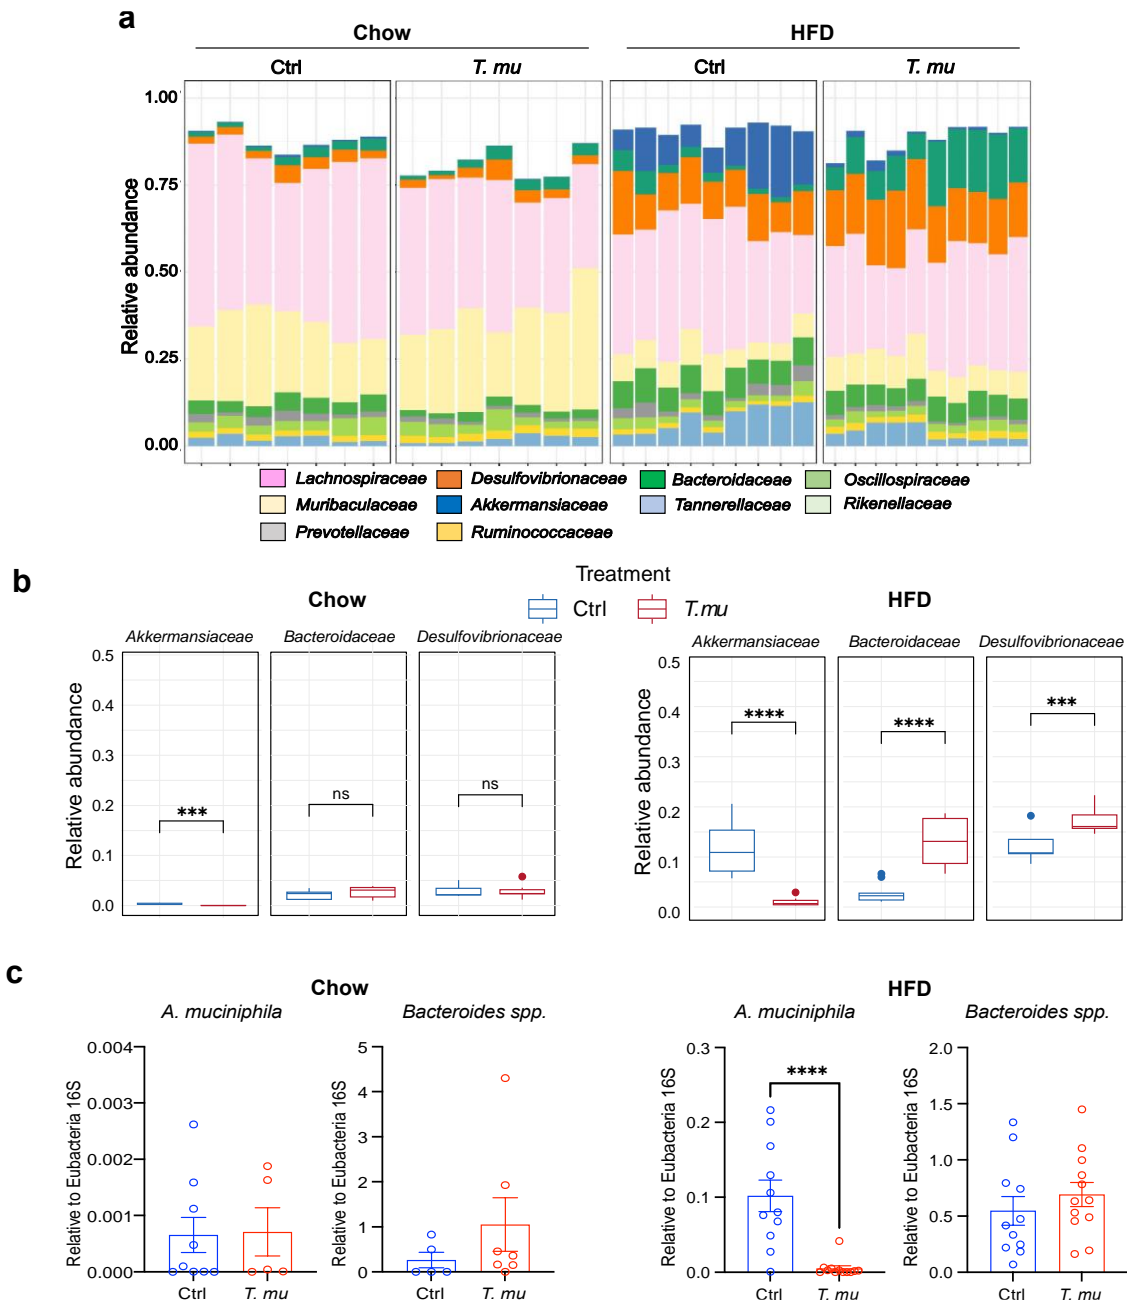 a
Chow HFD
Ctrl T. mu Ctrl T. mu
Relative abundance
1.00
0.75
0.50
0.25
0.00
Lachnospiraceae Desulfovibrionaceae Bacteroidaceae Oscillospiraceae
Muribaculaceae Akkermansiaceae Tannerellaceae Rikenellaceae
Prevotellaceae Ruminococcaceae
b
Treatment
Chow Ctrl T.mu HFD
Akkermansiaceae Bacteroidaceae Desulfovibrionaceae
Relative abundance
0.5
0.4
0.3
0.2
0.1
0.0
*** ns ns
Akkermansiaceae Bacteroidaceae Desulfovibrionaceae
Relative abundance
0.5
0.4
0.3
0.2
0.1
0.0
**** **** ***
c
Chow HFD
A. muciniphila
Relative to Eubacteria 16S
0.004
0.003
0.002
0.001
0.000
Ctrl T. mu
Bacteroides spp.
Relative to Eubacteria 16S
5
4
3
2
1
0
Ctrl T. mu
A. muciniphila
Relative to Eubacteria 16S
0.3
0.2
0.1
0.0
****
Ctrl T. mu
Bacteroides spp.
Relative to Eubacteria 16S
2.0
1.5
1.0
0.5
0.0
Ctrl T. mu